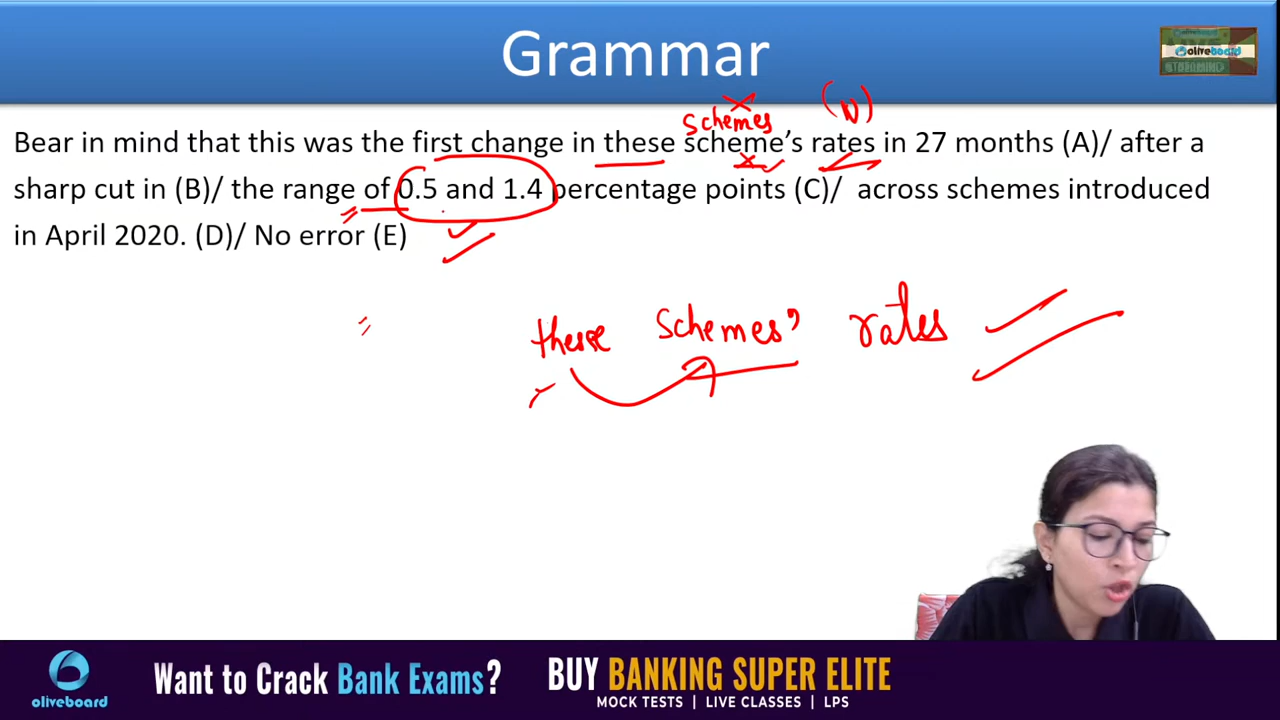 Grammar
oliveboard
schemes
(N)
Bear in mind that this was the first change in these scheme’s rates in 27 months (A)/ after a
sharp cut in (B)/ the range of 0.5 and 1.4 percentage points (C)/ across schemes introduced
in April 2020. (D)/ No error (E)
these schemes’ rates
oliveboard
Want to Crack Bank Exams?
BUY BANKING SUPER ELITE
MOCK TESTS | LIVE CLASSES | LPS